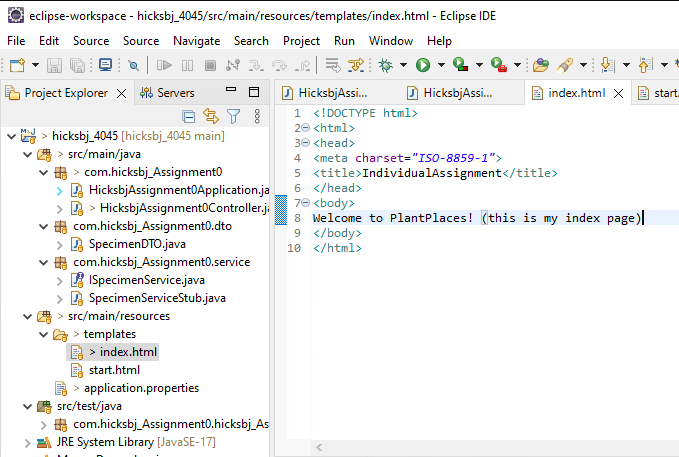 eclipse-workspace - hicksbj_4045/src/main/resources/templates/index.html - Eclipse IDE
File Edit Source Source Navigate Search Project Run Window Help
Project Explorer Servers
HicksbjAssi... HicksbjAssi... index.html start.
hicksbj_4045 [hicksbj_4045 main]
> src/main/java
> com.hicksbj_Assignment0
HicksbjAssignment0Application.ja
> HicksbjAssignment0Controller.j
com.hicksbj_Assignment0.dto
SpecimenDTO.java
com.hicksbj_Assignment0.service
ISpecimenService.java
SpecimenServiceStub.java
> src/main/resources
> templates
> index.html
start.html
> application.properties
src/test/java
com.hicksbj_Assignment0.hicksbj_As
JRE System Library [JavaSE-17]
1 <!DOCTYPE html>
2 <html>
3 <head>
4 <meta charset="ISO-8859-1">
5 <title>IndividualAssignment</title>
6 </head>
7 <body>
8 Welcome to PlantPlaces! (this is my index page)
9 </body>
10 </html>